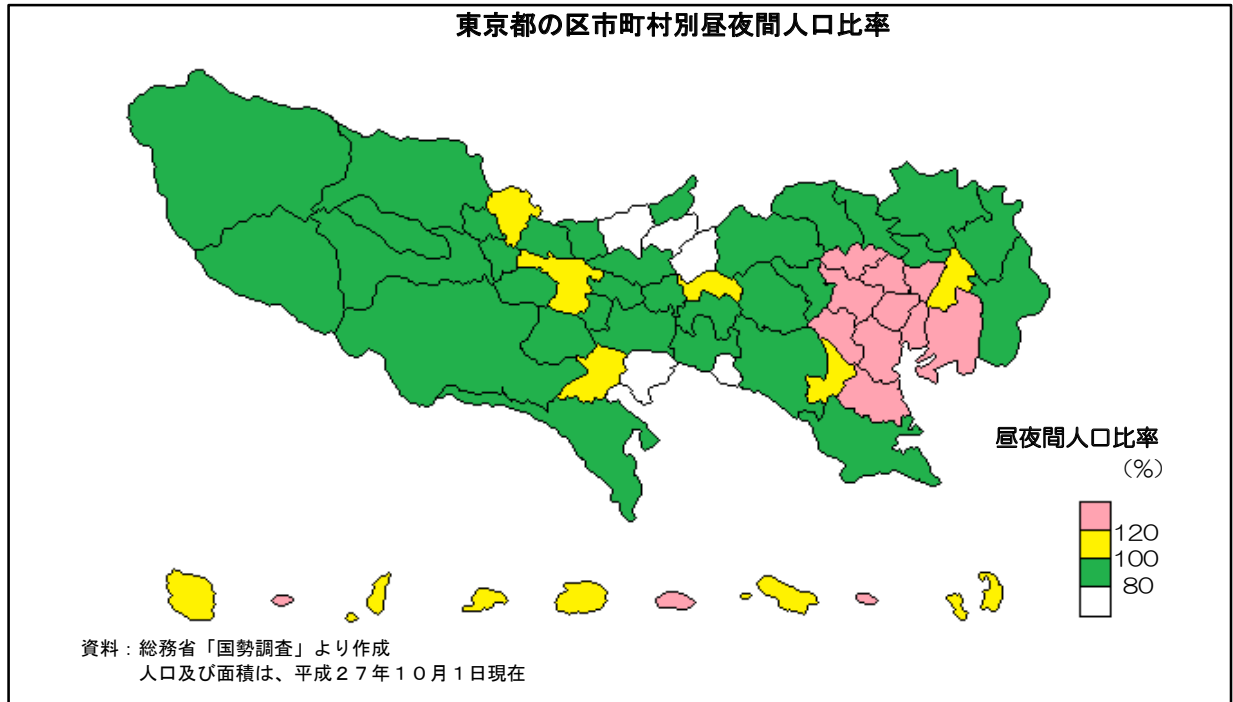 東京都の区市町村別昼夜間人口比率
昼夜間人口比率
(%)
120
100
80
資料：総務省「国勢調査」より作成
人口及び面積は、平成２７年１０月１日現在